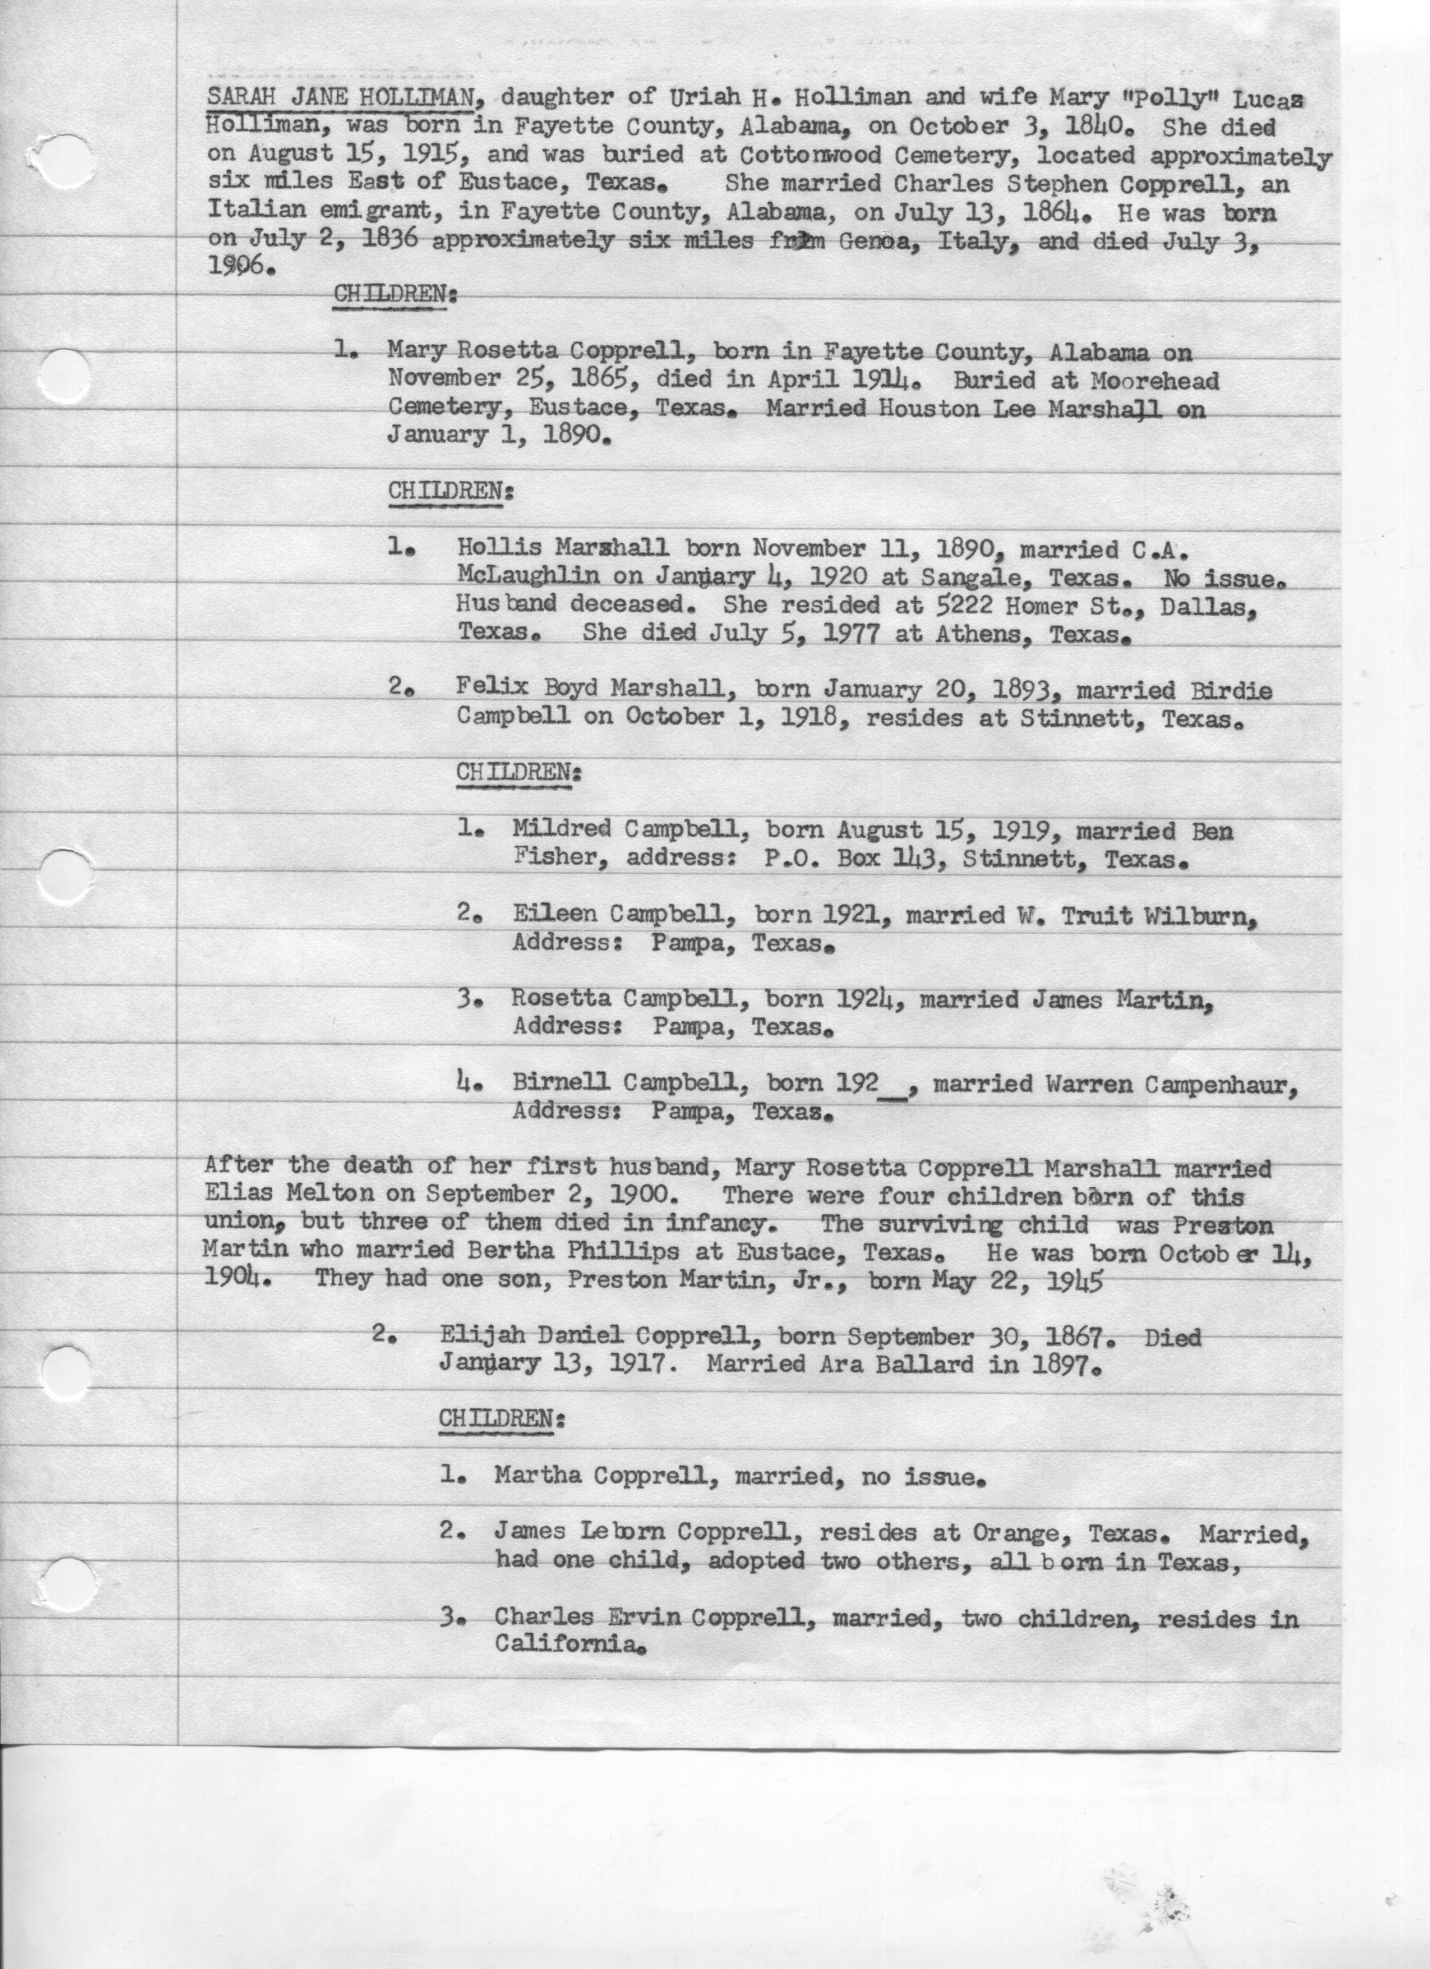 SARAH JANE HOLLIMAN, daughter of Uriah H. Holliman and wife Mary "Polly" Lucas
Holliman, was born in Fayette County, Alabama, on October 3, 1840. She died
on August 15, 1915, and was buried at Cottonwood Cemetery, located approximately
six miles East of Eustace, Texas. She married Charles Stephen Copprell, an
Italian emigrant, in Fayette County, Alabama, on July 13, 1864. He was born
on July 2, 1836 approximately six miles from Genoa, Italy, and died July 3,
1906.
CHILDREN:
1. Mary Rosetta Copprell, born in Fayette County, Alabama on
November 25, 1865, died in April 1914. Buried at Moorehead
Cemetery, Eustace, Texas. Married Houston Lee Marshall on
January 1, 1890.
CHILDREN:
1. Hollis Marshall born November 11, 1890, married C.A.
McLaughlin on January 4, 1920 at Sangale, Texas. No issue.
Husband deceased. She resided at 5222 Homer St., Dallas,
Texas. She died July 5, 1977 at Athens, Texas.
2. Felix Boyd Marshall, born January 20, 1893, married Birdie
Campbell on October 1, 1918, resides at Stinnett, Texas.
CHILDREN:
1. Mildred Campbell, born August 15, 1919, married Ben
Fisher, address: P.O. Box 143, Stinnett, Texas.
2. Eileen Campbell, born 1921, married W. Truit Wilburn,
Address: Pampa, Texas.
3. Rosetta Campbell, born 1924, married James Martin,
Address: Pampa, Texas.
4. Birnell Campbell, born 192__, married Warren Campenhaur,
Address: Pampa, Texas.
After the death of her first husband, Mary Rosetta Copprell Marshall married
Elias Melton on September 2, 1900. There were four children born of this
union, but three of them died in infancy. The surviving child was Preston
Martin who married Bertha Phillips at Eustace, Texas. He was born October 14,
1904. They had one son, Preston Martin, Jr., born May 22, 1945
2. Elijah Daniel Copprell, born September 30, 1867. Died
January 13, 1917. Married Ara Ballard in 1897.
CHILDREN:
1. Martha Copprell, married, no issue.
2. James Leborn Copprell, resides at Orange, Texas. Married,
had one child, adopted two others, all born in Texas,
3. Charles Ervin Copprell, married, two children, resides in
California.